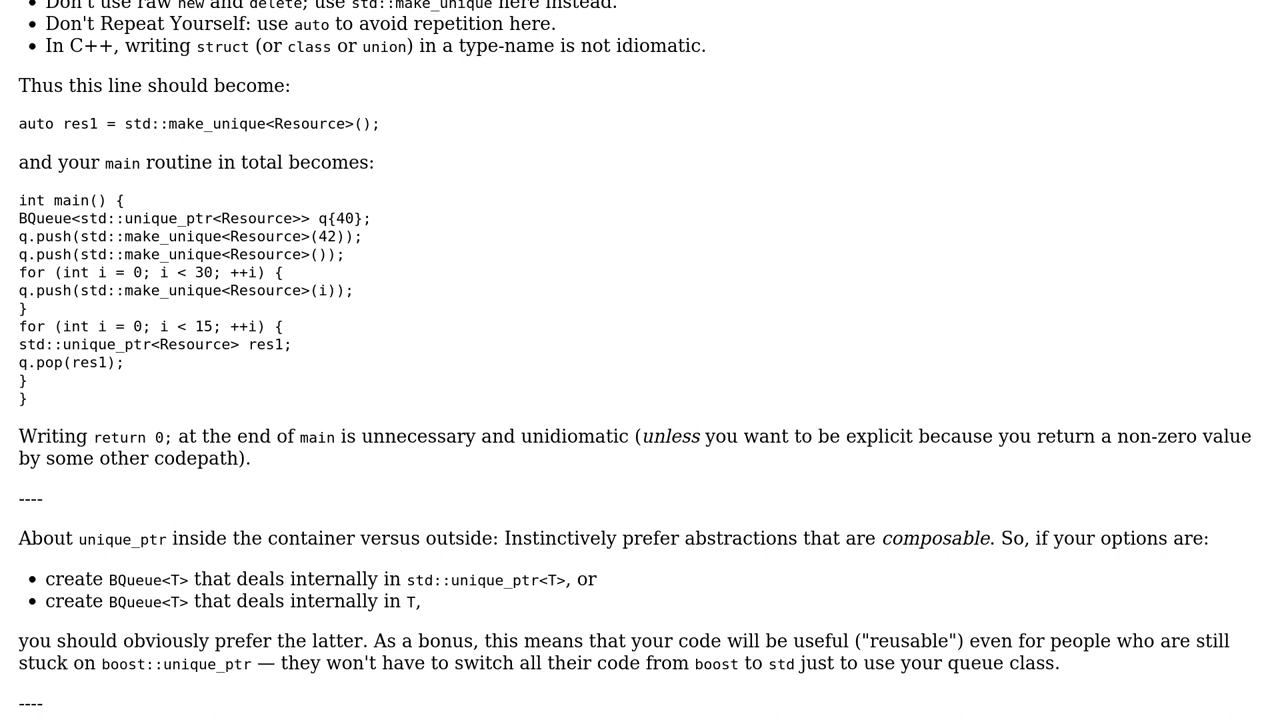 Don't use raw new and delete; use std::make_unique here instead.
Don't Repeat Yourself: use auto to avoid repetition here.
In C++, writing struct (or class or union) in a type-name is not idiomatic.
Thus this line should become:
auto res1 = std::make_unique<Resource>();
and your main routine in total becomes:
int main() {
BQueue<std::unique_ptr<Resource>> q{40};
q.push(std::make_unique<Resource>(42));
q.push(std::make_unique<Resource>());
for (int i = 0; i < 30; ++i) {
q.push(std::make_unique<Resource>(i));
}
for (int i = 0; i < 15; ++i) {
std::unique_ptr<Resource> res1;
q.pop(res1);
}
}
Writing return 0; at the end of main is unnecessary and unidiomatic (unless you want to be explicit because you return a non-zero value
by some other codepath).
----
About unique_ptr inside the container versus outside: Instinctively prefer abstractions that are composable. So, if your options are:
create BQueue<T> that deals internally in std::unique_ptr<T>, or
create BQueue<T> that deals internally in T,
you should obviously prefer the latter. As a bonus, this means that your code will be useful ("reusable") even for people who are still
stuck on boost::unique_ptr — they won't have to switch all their code from boost to std just to use your queue class.
----